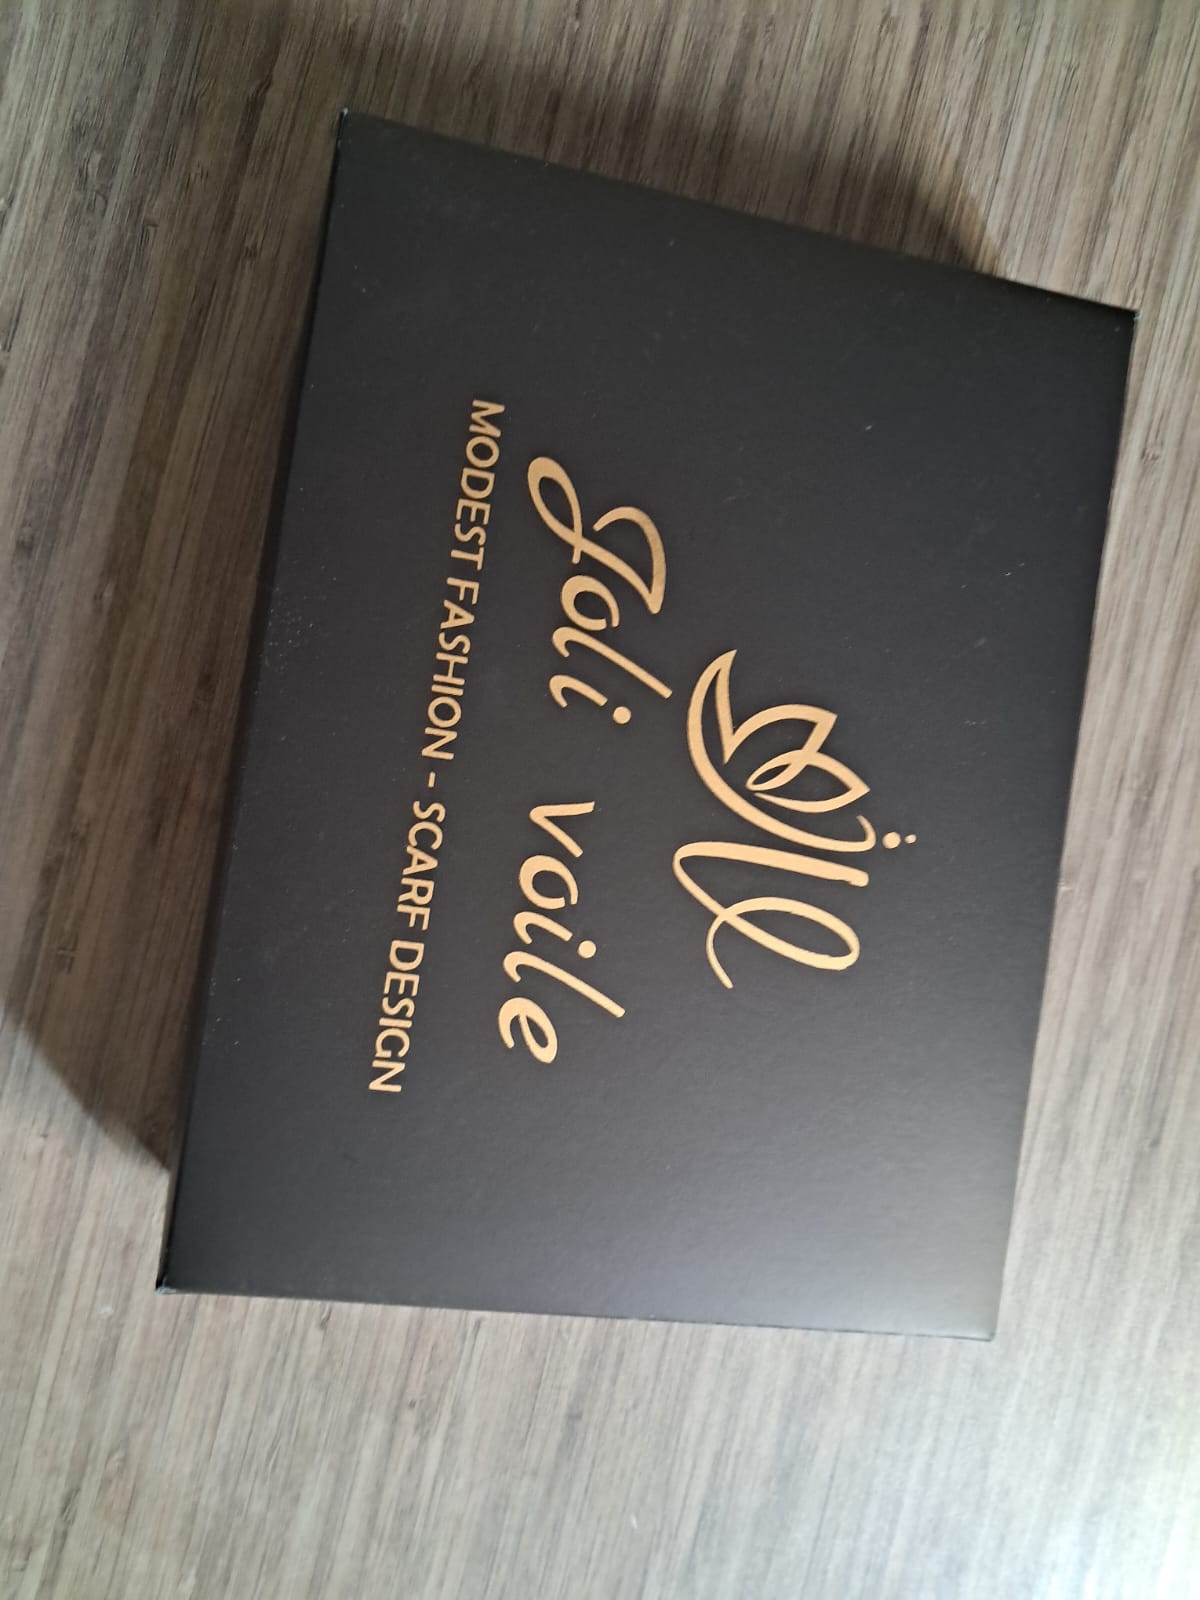 Joli voile
MODEST FASHION - SCARF DESIGN